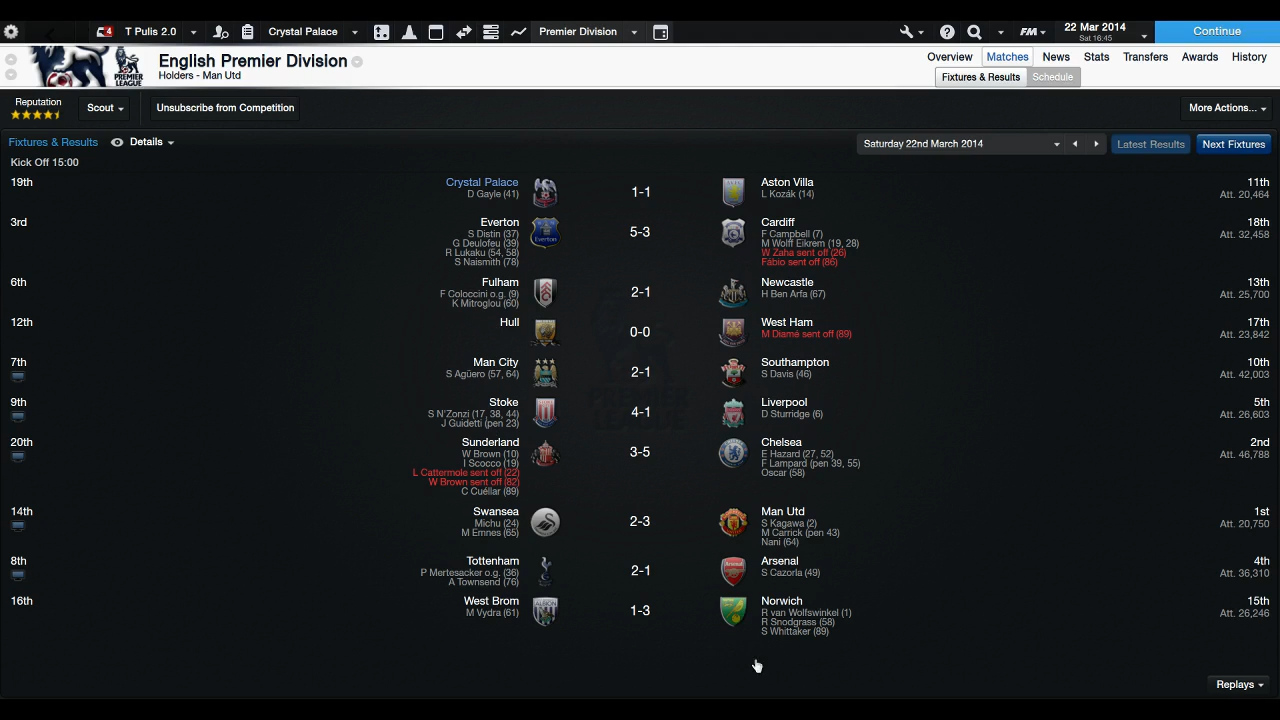 4 T Pulis 2.0 Crystal Palace Premier Division FM 22 Mar 2014 Continue
Sat 16:45
English Premier Division
Holders - Man Utd
PREMIER LEAGUE
Overview Matches News Stats Transfers Awards History
Fixtures & Results Schedule
Reputation
Scout Unsubscribe from Competition More Actions...
Fixtures & Results Details Saturday 22nd March 2014 Latest Results Next Fixtures
Kick Off 15:00
19th Crystal Palace 1-1 Aston Villa 11th
D Gayle (41) L Kozák (14) Att. 20,464
3rd Everton 5-3 Cardiff 18th
S Distin (37) F Campbell (7) Att. 32,458
G Deulofeu (39) M Wolff Eikrem (19, 28)
R Lukaku (54, 58) W Zaha sent off (26)
S Naismith (78) Fábio sent off (86)
6th Fulham 2-1 Newcastle 13th
F Coloccini o.g. (9) H Ben Arfa (67) Att. 25,700
K Mitroglou (60)
12th Hull 0-0 West Ham 17th
M Diamé sent off (89) Att. 23,842
7th Man City 2-1 Southampton 10th
S Agüero (57, 64) S Davis (46) Att. 42,003
9th Stoke 4-1 Liverpool 5th
S N'Zonzi (17, 38, 44) D Sturridge (6) Att. 26,603
J Guidetti (pen 23)
20th Sunderland 3-5 Chelsea 2nd
W Brown (10) E Hazard (27, 52) Att. 46,788
I Scocco (19) F Lampard (pen 39, 55)
L Cattermole sent off (22) Oscar (58)
W Brown sent off (82)
C Cuéllar (89)
14th Swansea 2-3 Man Utd 1st
Michu (24) S Kagawa (2) Att. 20,750
M Emnes (65) M Carrick (pen 43)
Nani (64)
8th Tottenham 2-1 Arsenal 4th
P Mertesacker o.g. (36) S Cazorla (49) Att. 36,310
A Townsend (76)
16th West Brom 1-3 Norwich 15th
M Vydra (61) R van Wolfswinkel (1) Att. 26,246
R Snodgrass (58)
S Whittaker (89)
Replays